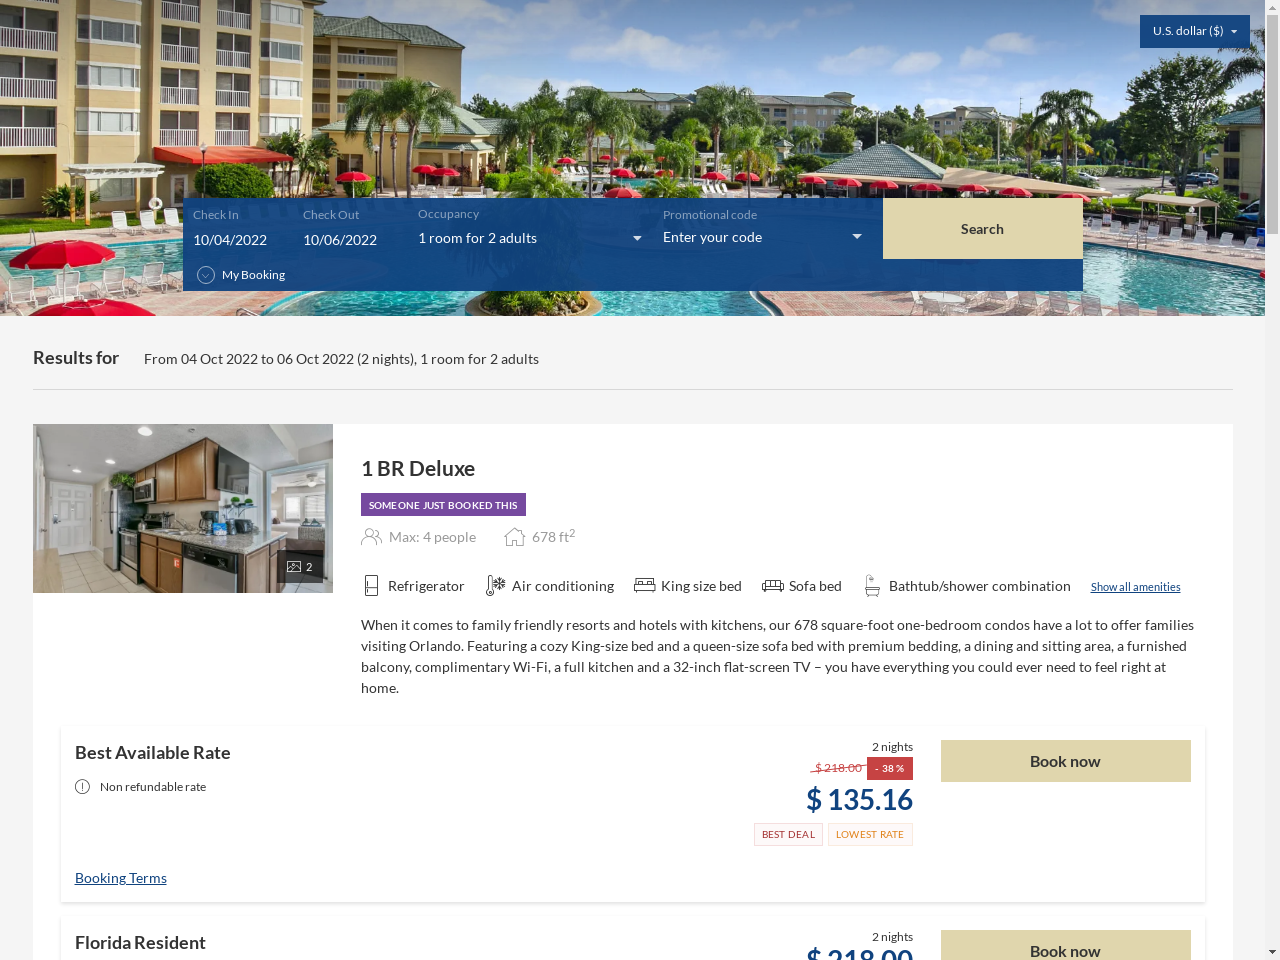 U.S. dollar ($)
Check In
Check Out
Occupancy
Promotional code
10/04/2022
10/06/2022
1 room for 2 adults
Enter your code
Search
My Booking
Results for
From 04 Oct 2022 to 06 Oct 2022 (2 nights), 1 room for 2 adults
2
1 BR Deluxe
SOMEONE JUST BOOKED THIS
Max: 4 people
678 ft2
Refrigerator
Air conditioning
King size bed
Sofa bed
Bathtub/shower combination
Show all amenities
When it comes to family friendly resorts and hotels with kitchens, our 678 square-foot one-bedroom condos have a lot to offer families
visiting Orlando. Featuring a cozy King-size bed and a queen-size sofa bed with premium bedding, a dining and sitting area, a furnished
balcony, complimentary Wi-Fi, a full kitchen and a 32-inch flat-screen TV – you have everything you could ever need to feel right at
home.
Best Available Rate
Non refundable rate
2 nights
$ 218.00
- 38 %
$ 135.16
BEST DEAL
LOWEST RATE
Book now
Booking Terms
Florida Resident
2 nights
$ 218.00
Book now